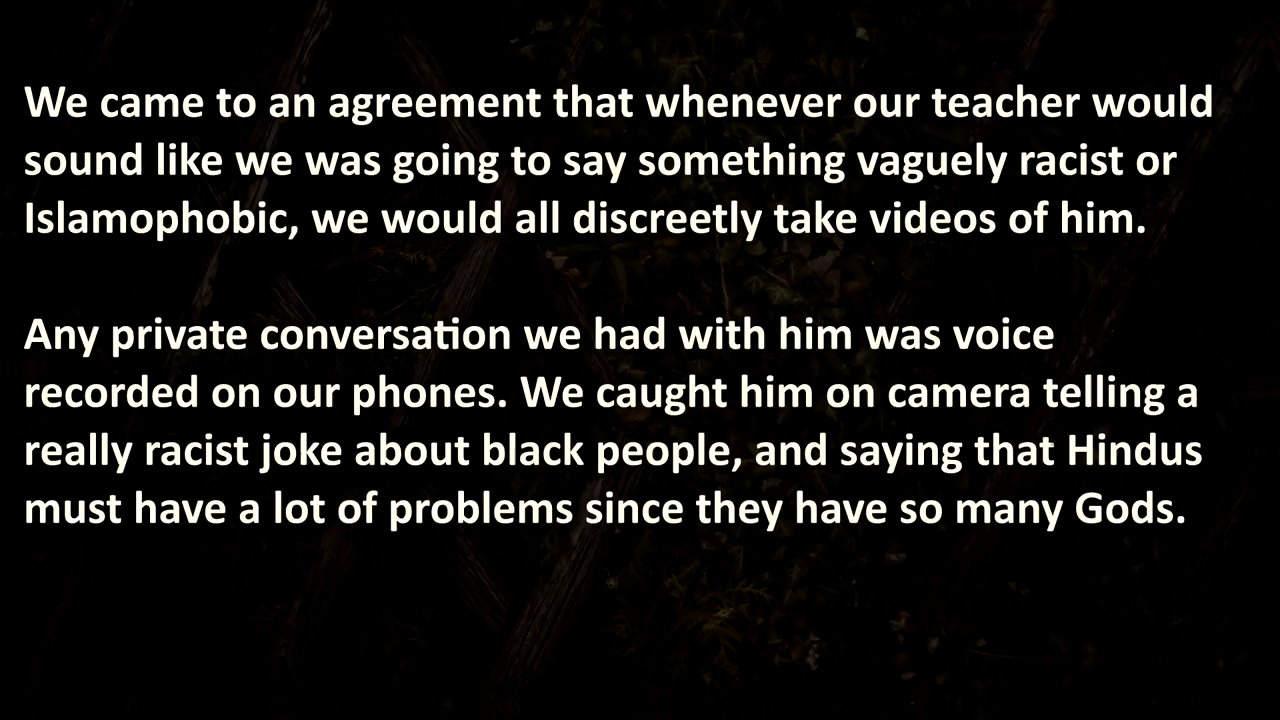 We came to an agreement that whenever our teacher would
sound like we was going to say something vaguely racist or
Islamophobic, we would all discreetly take videos of him.
Any private conversation we had with him was voice
recorded on our phones. We caught him on camera telling a
really racist joke about black people, and saying that Hindus
must have a lot of problems since they have so many Gods.